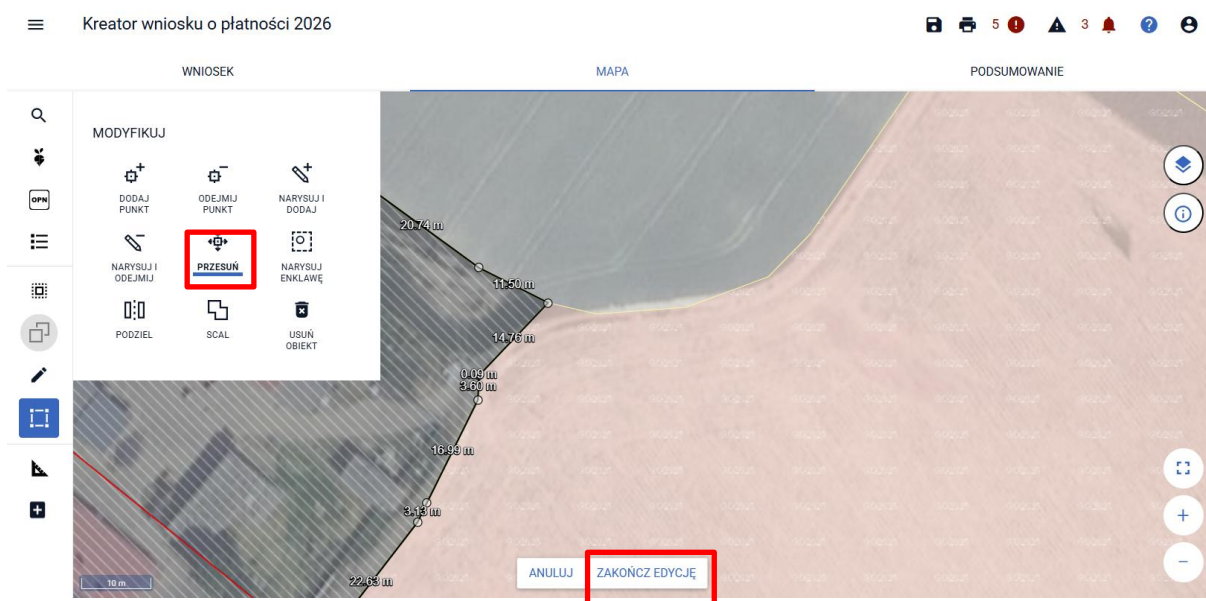 Kreator wniosku o płatności 2026
5
3
WNIOSEK
MAPA
PODSUMOWANIE
MODYFIKUJ
DODAJ
PUNKT
ODEJMIJ
PUNKT
NARYSUJ I
DODAJ
OPN
NARYSUJ I
ODEJMIJ
PRZESUŃ
NARYSUJ
ENKLAWĘ
PODZIEL
SCAL
USUŃ
OBIEKT
20.74 m
11.50 m
14.76 m
0.09 m
3.60 m
16.99 m
3.13 m
22.63 m
10 m
ANULUJ
ZAKOŃCZ EDYCJĘ